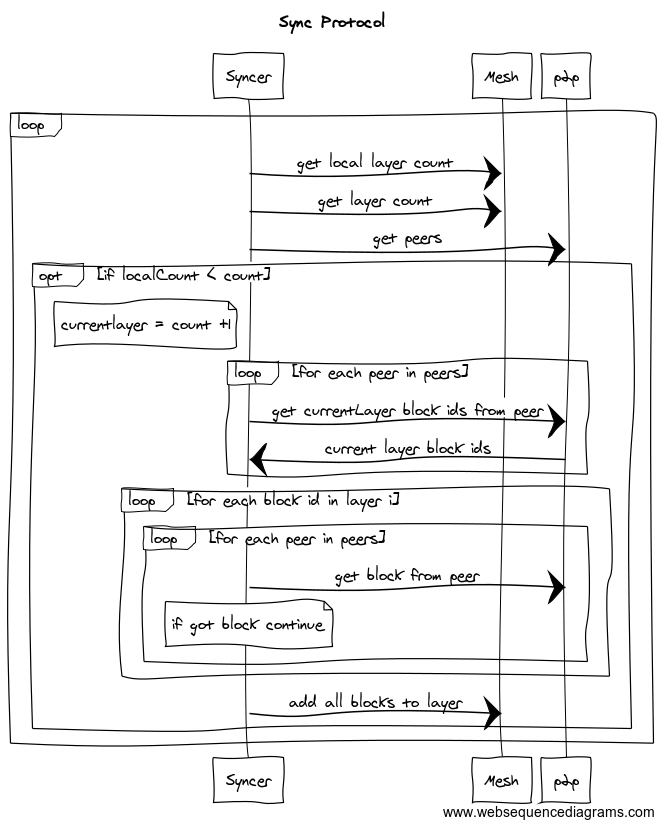 Sync Protocol
Syncer
Mesh
p2p
loop
get local layer count
get layer count
get peers
opt
[if localCount < count]
currentlayer = count +1
loop
[for each peer in peers]
get currentLayer block ids from peer
current layer block ids
loop
[for each block id in layer i]
loop
[for each peer in peers]
get block from peer
if got block continue
add all blocks to layer
Syncer
Mesh
p2p
www.websequencediagrams.com